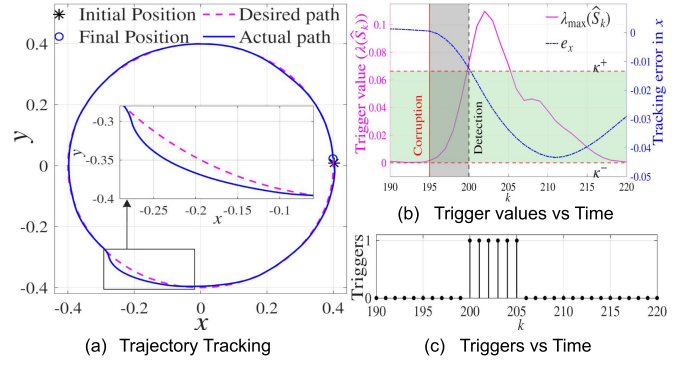 Initial Position
Desired path
Final Position
Actual path
0.4
0.2
0
-0.2
-0.4
y
-0.3
-0.35
-0.4
y
-0.25 -0.2 -0.15 -0.1
x
-0.4 -0.2 0 0.2 0.4
x
(a) Trajectory Tracking
Trigger value (λ(Ŝₖ))
0.1
0.08
0.06
0.04
0.02
0
λmax(Ŝₖ)
eₓ
κ⁺
κ⁻
Corruption
Detection
0
-0.01
-0.02
-0.03
-0.04
-0.05
Tracking error in x
190 195 200 205 210 215 220
k
(b) Trigger values vs Time
Triggers
1
0
190 195 200 205 210 215 220
k
(c) Triggers vs Time